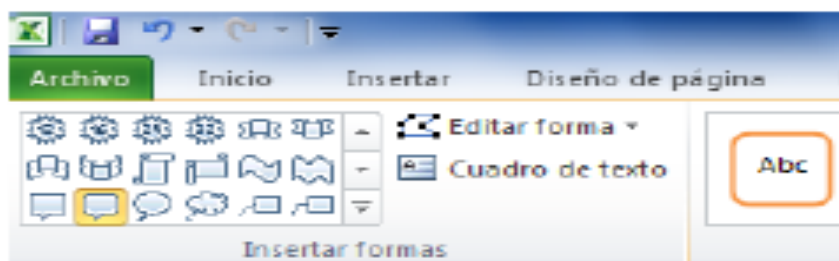 Archivo Inicio Insertar Diseño de página
Editar forma
Cuadro de texto
Abc
Insertar formas